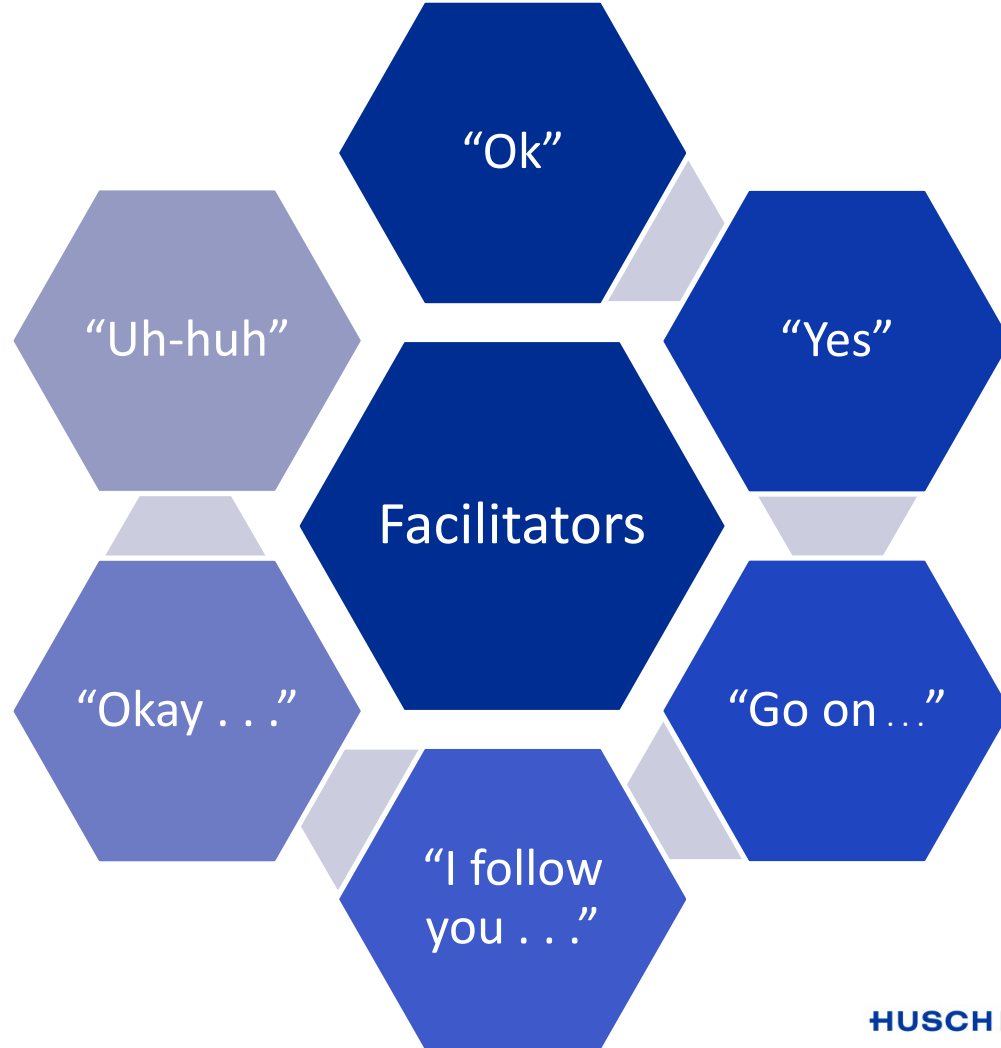 “Ok”
“Uh-huh”
“Yes”
Facilitators
“Okay . . .”
“Go on . . .”
“I follow
you . . .”
HUSCH